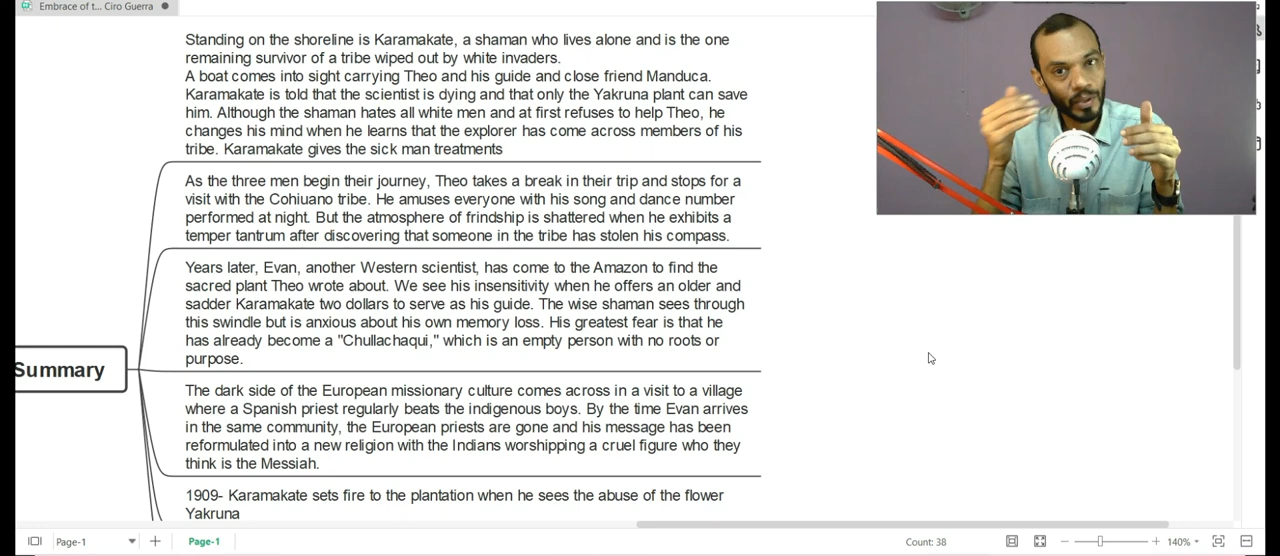 Embrace of t... Ciro Guerra
Standing on the shoreline is Karamakate, a shaman who lives alone and is the one
remaining survivor of a tribe wiped out by white invaders.
A boat comes into sight carrying Theo and his guide and close friend Manduca.
Karamakate is told that the scientist is dying and that only the Yakruna plant can save
him. Although the shaman hates all white men and at first refuses to help Theo, he
changes his mind when he learns that the explorer has come across members of his
tribe. Karamakate gives the sick man treatments
As the three men begin their journey, Theo takes a break in their trip and stops for a
visit with the Cohiuano tribe. He amuses everyone with his song and dance number
performed at night. But the atmosphere of frindship is shattered when he exhibits a
temper tantrum after discovering that someone in the tribe has stolen his compass.
Years later, Evan, another Western scientist, has come to the Amazon to find the
sacred plant Theo wrote about. We see his insensitivity when he offers an older and
sadder Karamakate two dollars to serve as his guide. The wise shaman sees through
this swindle but is anxious about his own memory loss. His greatest fear is that he
has already become a "Chullachaqui," which is an empty person with no roots or
purpose.
Summary
The dark side of the European missionary culture comes across in a visit to a village
where a Spanish priest regularly beats the indigenous boys. By the time Evan arrives
in the same community, the European priests are gone and his message has been
reformulated into a new religion with the Indians worshipping a cruel figure who they
think is the Messiah.
1909- Karamakate sets fire to the plantation when he sees the abuse of the flower
Yakruna
Page-1
Page-1
Count: 38
140%